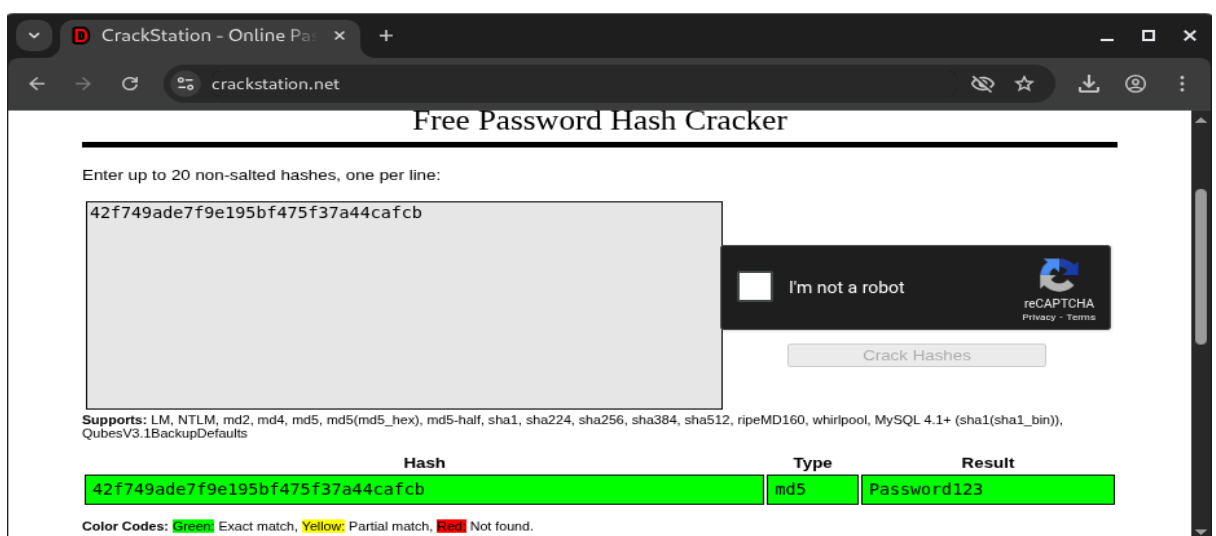 CrackStation - Online Pas
crackstation.net
Free Password Hash Cracker
Enter up to 20 non-salted hashes, one per line:
42f749ade7f9e195bf475f37a44cafcb
I'm not a robot
reCAPTCHA
Privacy - Terms
Crack Hashes
Supports: LM, NTLM, md2, md4, md5, md5(md5_hex), md5-half, sha1, sha224, sha256, sha384, sha512, ripeMD160, whirlpool, MySQL 4.1+ (sha1(sha1_bin)),
QubesV3.1BackupDefaults
Hash Type Result
42f749ade7f9e195bf475f37a44cafcb md5 Password123
Color Codes: Green: Exact match, Yellow: Partial match, Red: Not found.